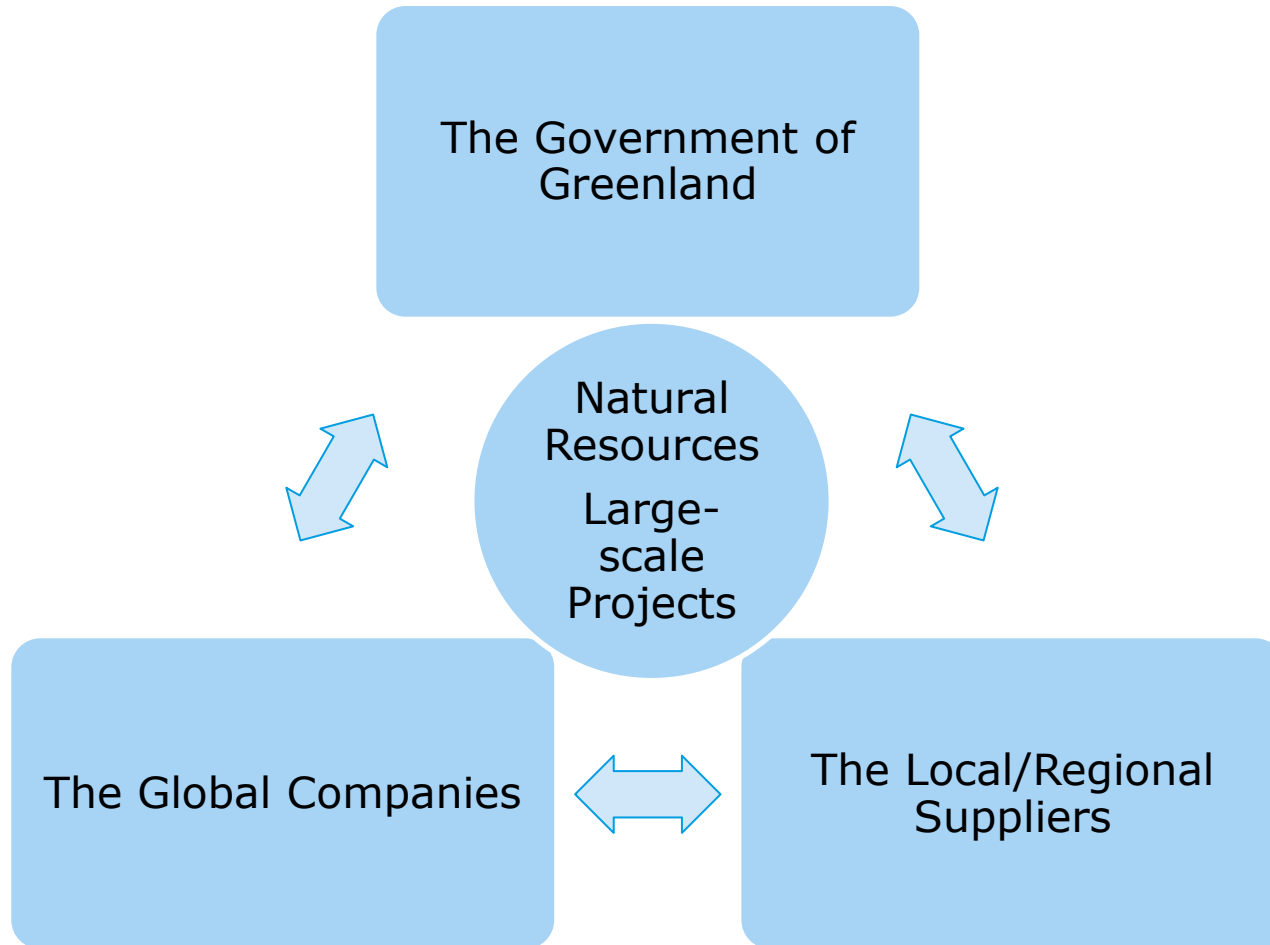 The Government of
Greenland
Natural
Resources
Large-
scale
Projects
The Global Companies
The Local/Regional
Suppliers